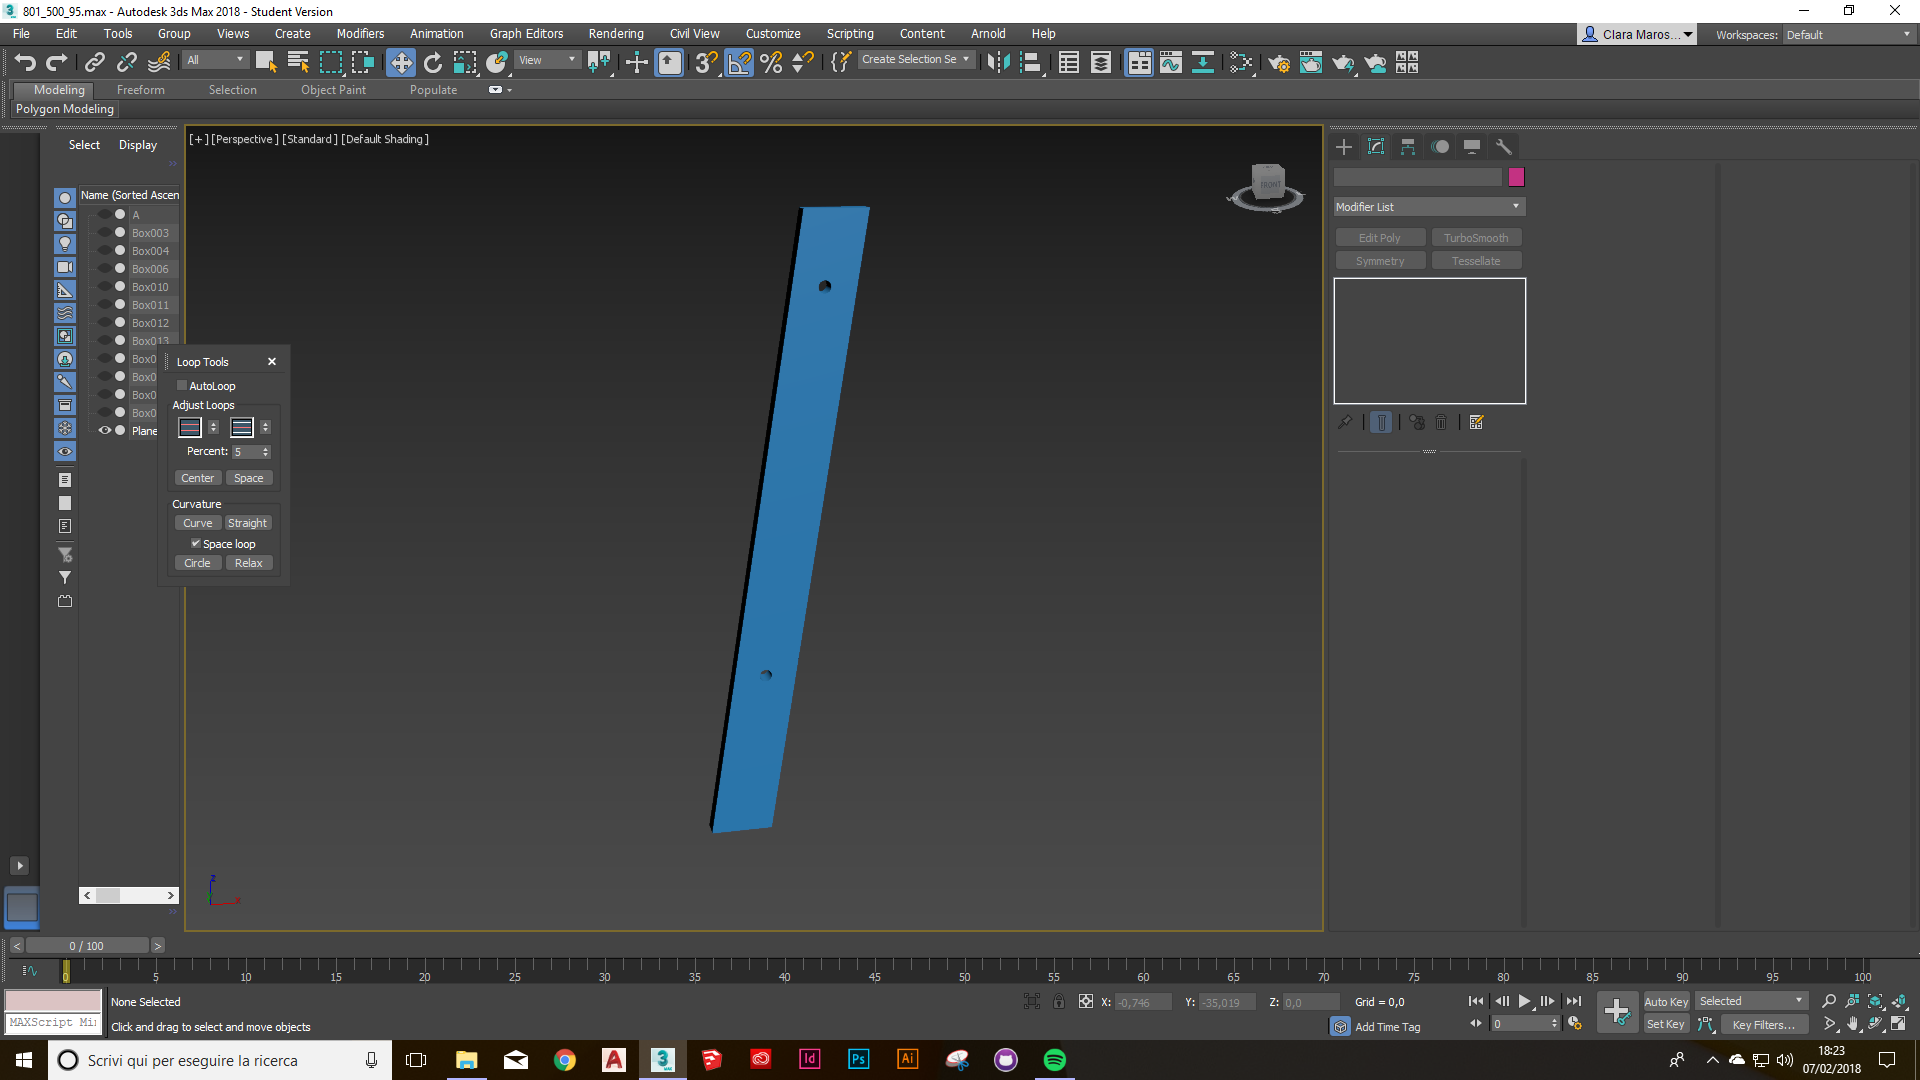 801_500_95.max - Autodesk 3ds Max 2018 - Student Version
File Edit Tools Group Views Create Modifiers Animation Graph Editors Rendering Civil View Customize Scripting Content Arnold Help
Clara Maros... Workspaces: Default
All View Create Selection Se
Modeling Freeform Selection Object Paint Populate
Polygon Modeling
[+] [Perspective] [Standard] [Default Shading]
Select Display
Name (Sorted Ascen
A
Box003
Box004
Box006
Box010
Box011
Box012
Box013
Box0
Box0
Box0
Box0
Plane
Loop Tools
AutoLoop
Adjust Loops
Percent: 5
Center Space
Curvature
Curve Straight
Space loop
Circle Relax
FRONT
Modifier List
Edit Poly TurboSmooth
Symmetry Tessellate
z
x
0 / 100
0 5 10 15 20 25 30 35 40 45 50 55 60 65 70 75 80 85 90 95 100
None Selected
X: -0,746 Y: -35,019 Z: 0,0 Grid = 0,0
Auto Key Selected
MAXScript Mi
Click and drag to select and move objects
Add Time Tag
0
Set Key Key Filters...
Scrivi qui per eseguire la ricerca
18:23
07/02/2018